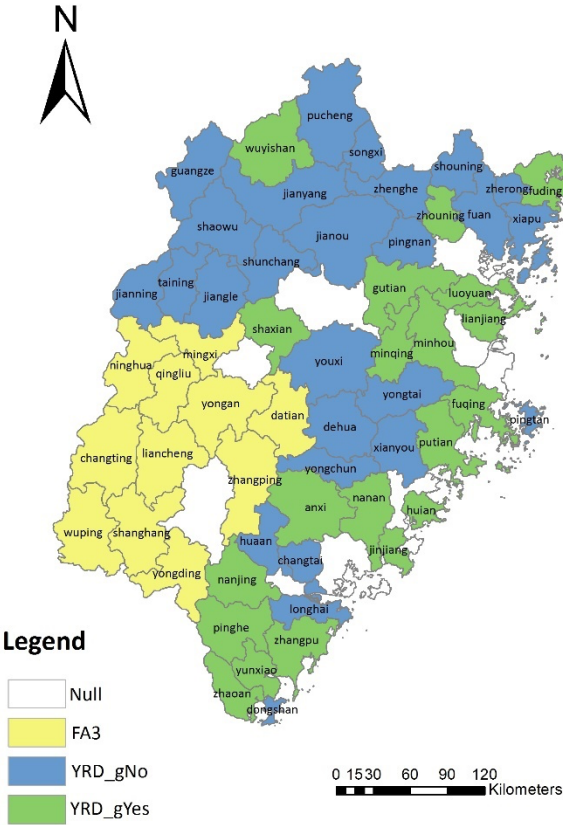 N
pucheng
wuyishan
songxi
guangze
shouning
fuding
jianyang
zhenghe
zherong
zhouning
fuan
xiapu
shaowu
jianou
pingnan
shunchang
taining
jianning
jiangle
gutian
luoyuan
lianjiang
shaxian
mingxi
minhou
ninghua
youxi
minqing
qingliu
yongan
yongtai
fuqing
datian
pingtan
dehua
putian
xianyou
changting
liancheng
zhangping
yongchun
nanan
anxi
huian
wuping
shanghang
huaan
jinjiang
changtai
yongding
nanjing
longhai
pinghe
zhangpu
yunxiao
zhaoan
dongshan
Legend
Null
FA3
YRD_gNo
YRD_gYes
0 1530 60 90 120
Kilometers